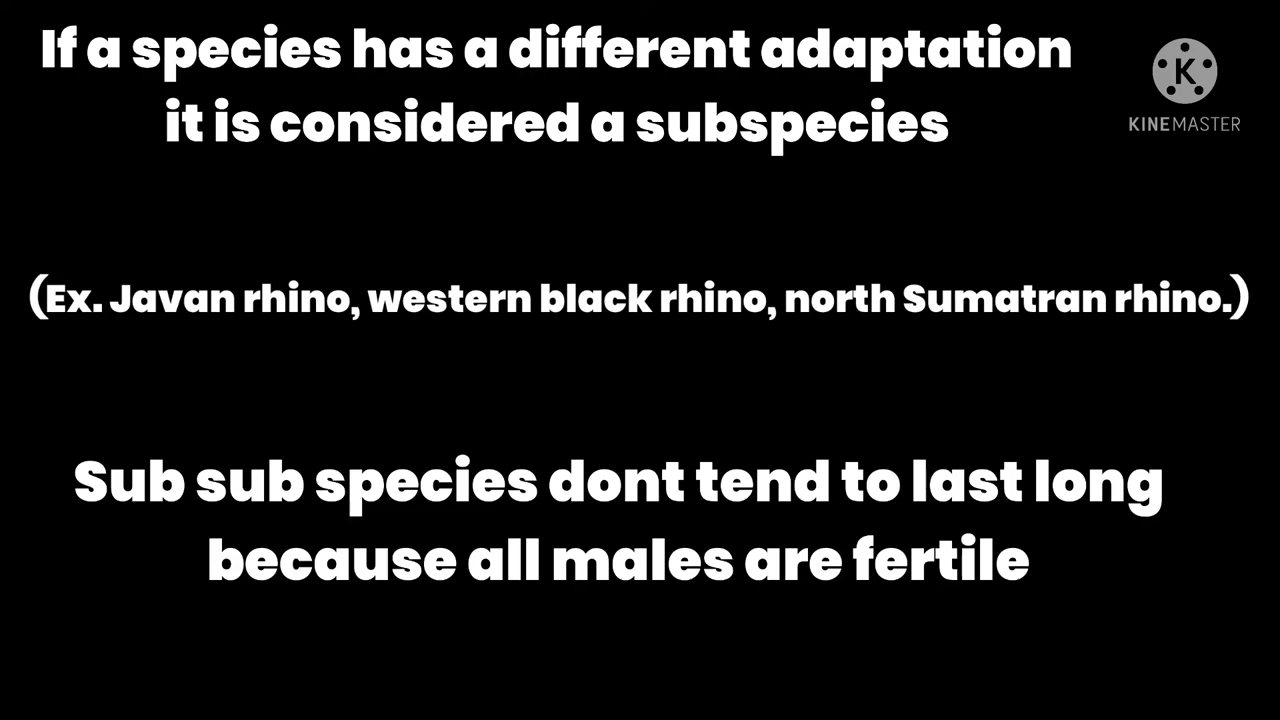 If a species has a different adaptation
it is considered a subspecies
K
KINEMASTER
(Ex. Javan rhino, western black rhino, north Sumatran rhino.)
Sub sub species dont tend to last long
because all males are fertile